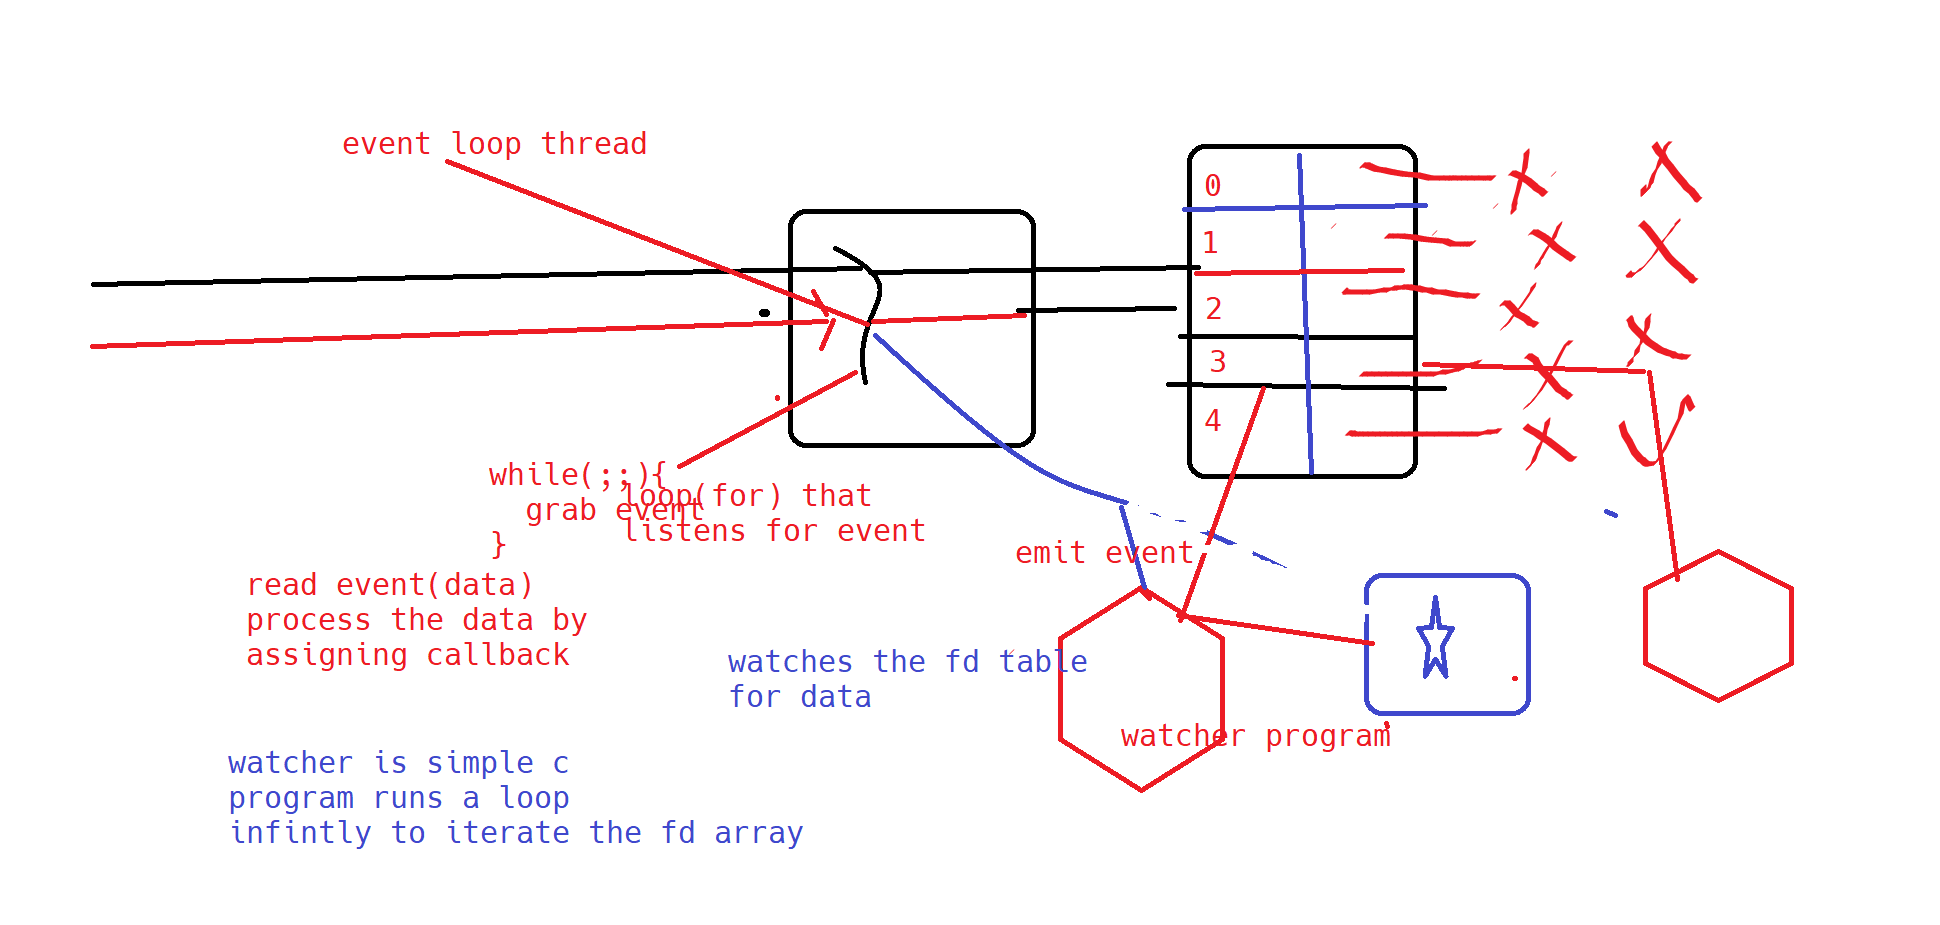 event loop thread
0
1
2
3
4
while(;;){
grab event
}
loop(for) that
listens for event
emit event
read event(data)
process the data by
assigning callback
watches the fd table
for data
watcher program
watcher is simple c
program runs a loop
infintly to iterate the fd array